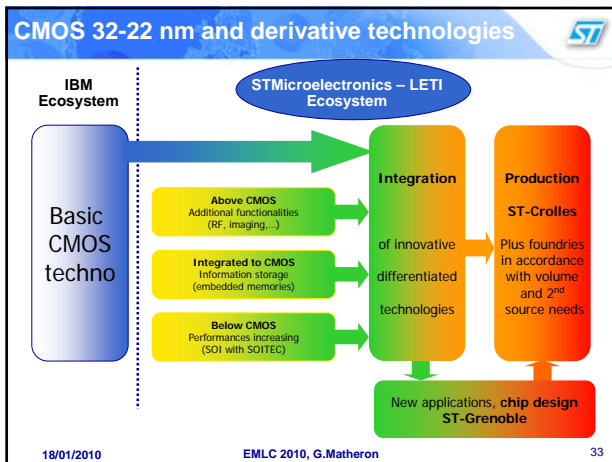 CMOS 32-22 nm and derivative technologies
ST
IBM
Ecosystem
STMicroelectronics – LETI
Ecosystem
Basic
CMOS
techno
Above CMOS
Additional functionalities
(RF, imaging,...)
Integrated to CMOS
Information storage
(embedded memories)
Below CMOS
Performances increasing
(SOI with SOITEC)
Integration
of innovative
differentiated
technologies
Production
ST-Crolles
Plus foundries
in accordance
with volume
and 2nd
source needs
New applications, chip design
ST-Grenoble
18/01/2010
EMLC 2010, G.Matheron
33